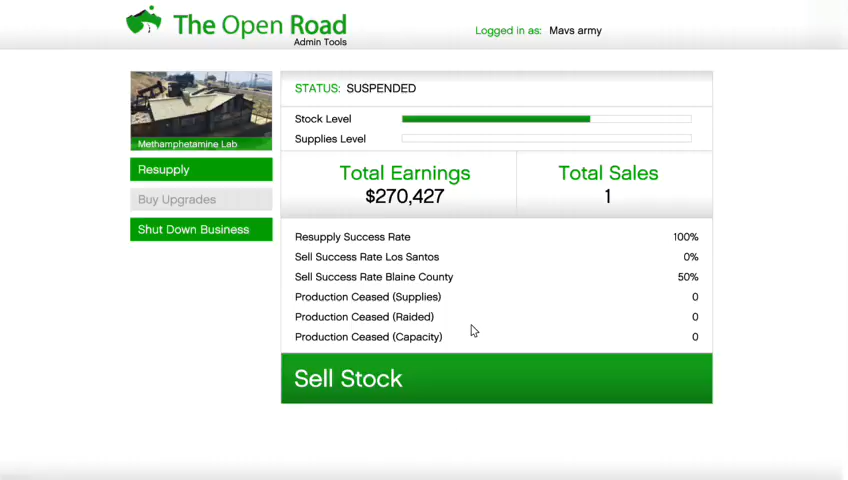 The Open Road
Admin Tools
Logged in as: Mavs army
STATUS: SUSPENDED
Stock Level
Supplies Level
Methamphetamine Lab
Resupply
Buy Upgrades
Shut Down Business
Total Earnings
$270,427
Total Sales
1
Resupply Success Rate 100%
Sell Success Rate Los Santos 0%
Sell Success Rate Blaine County 50%
Production Ceased (Supplies) 0
Production Ceased (Raided) 0
Production Ceased (Capacity) 0
Sell Stock